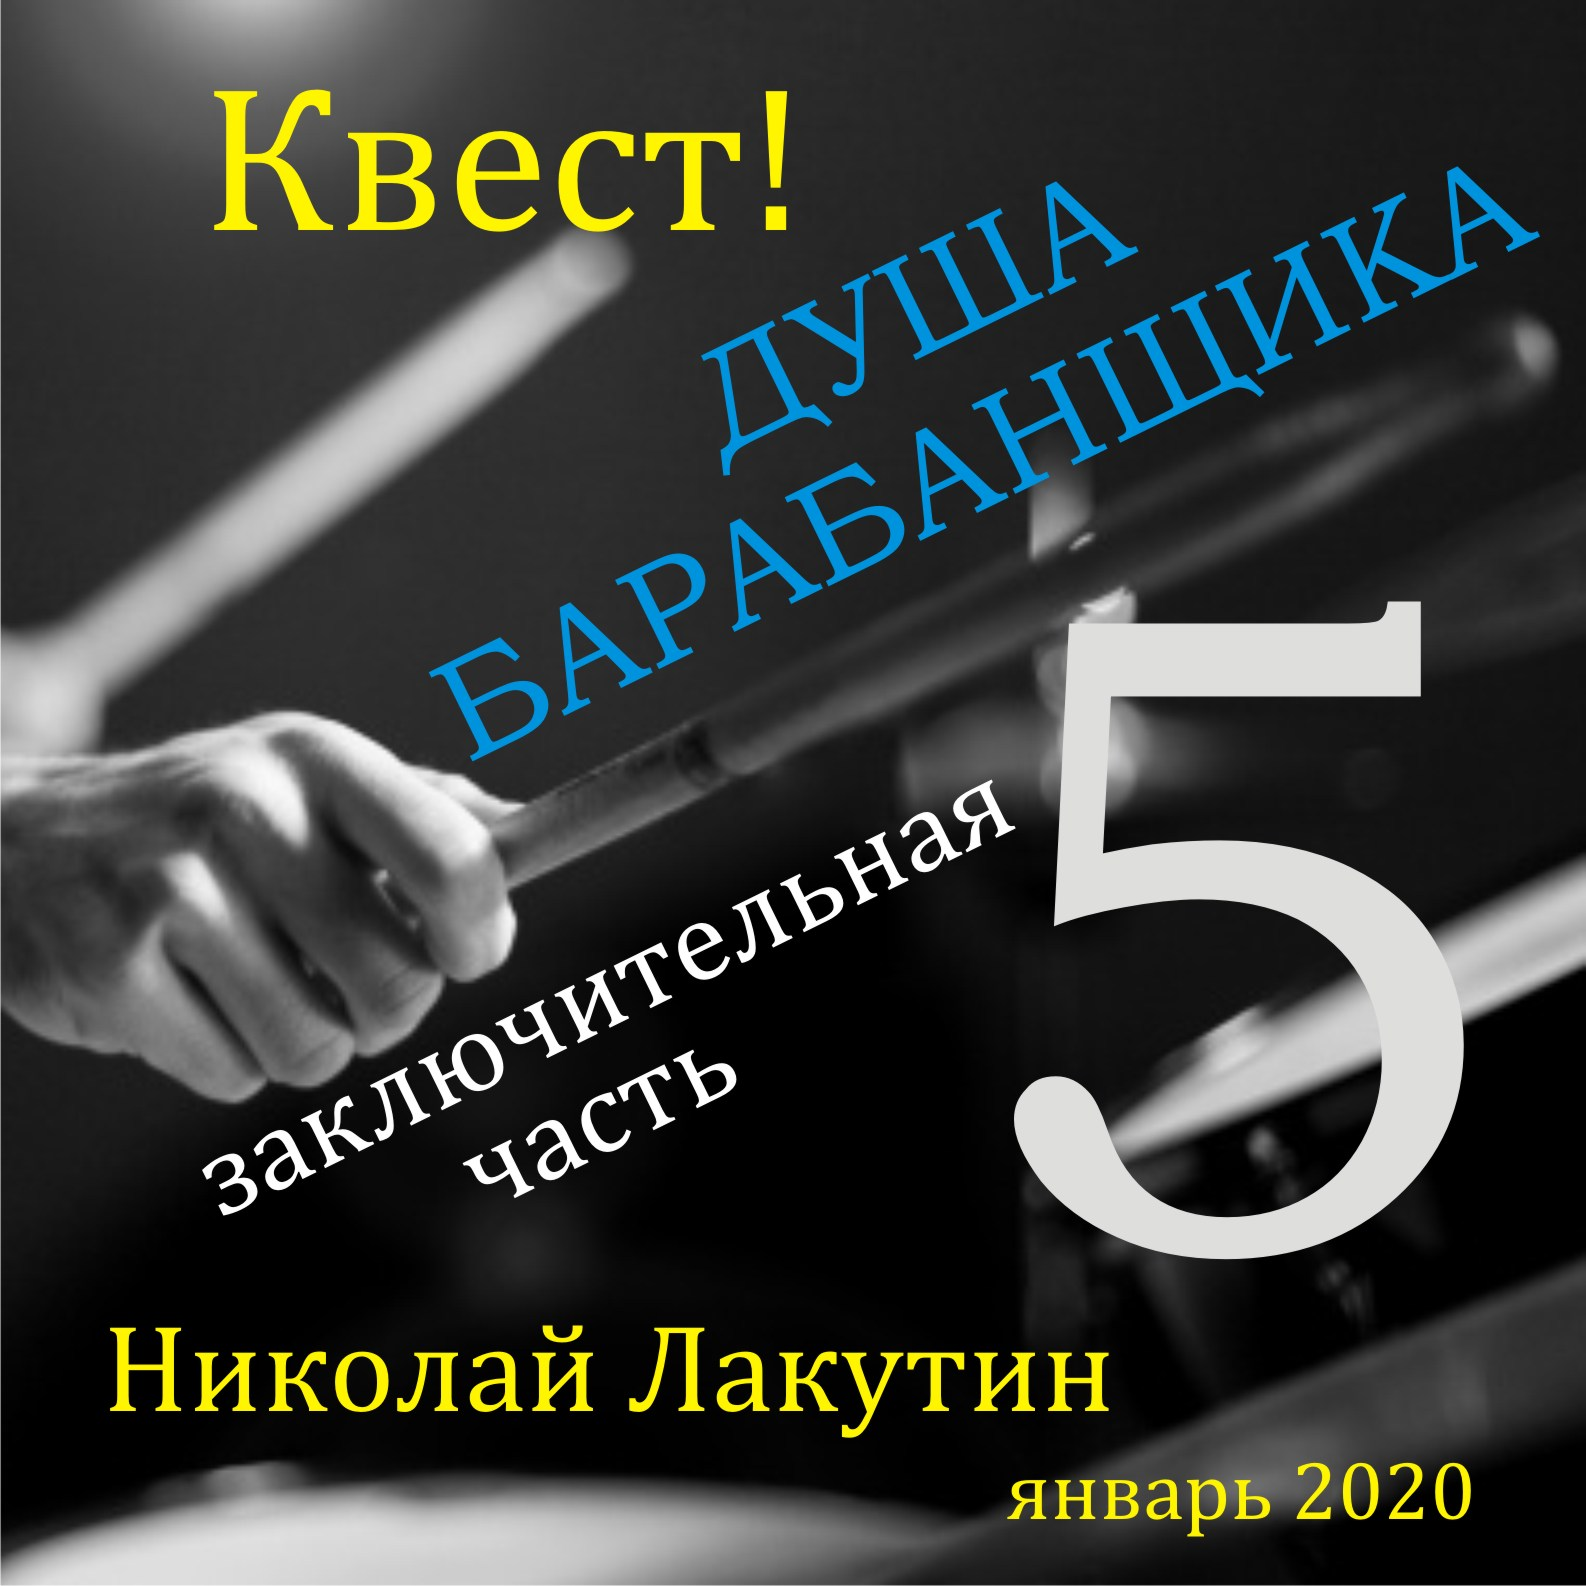 Квест!
ДУША
БАРАБАНЩИКА
5
заключительная
часть
Николай Лакутин
январь 2020